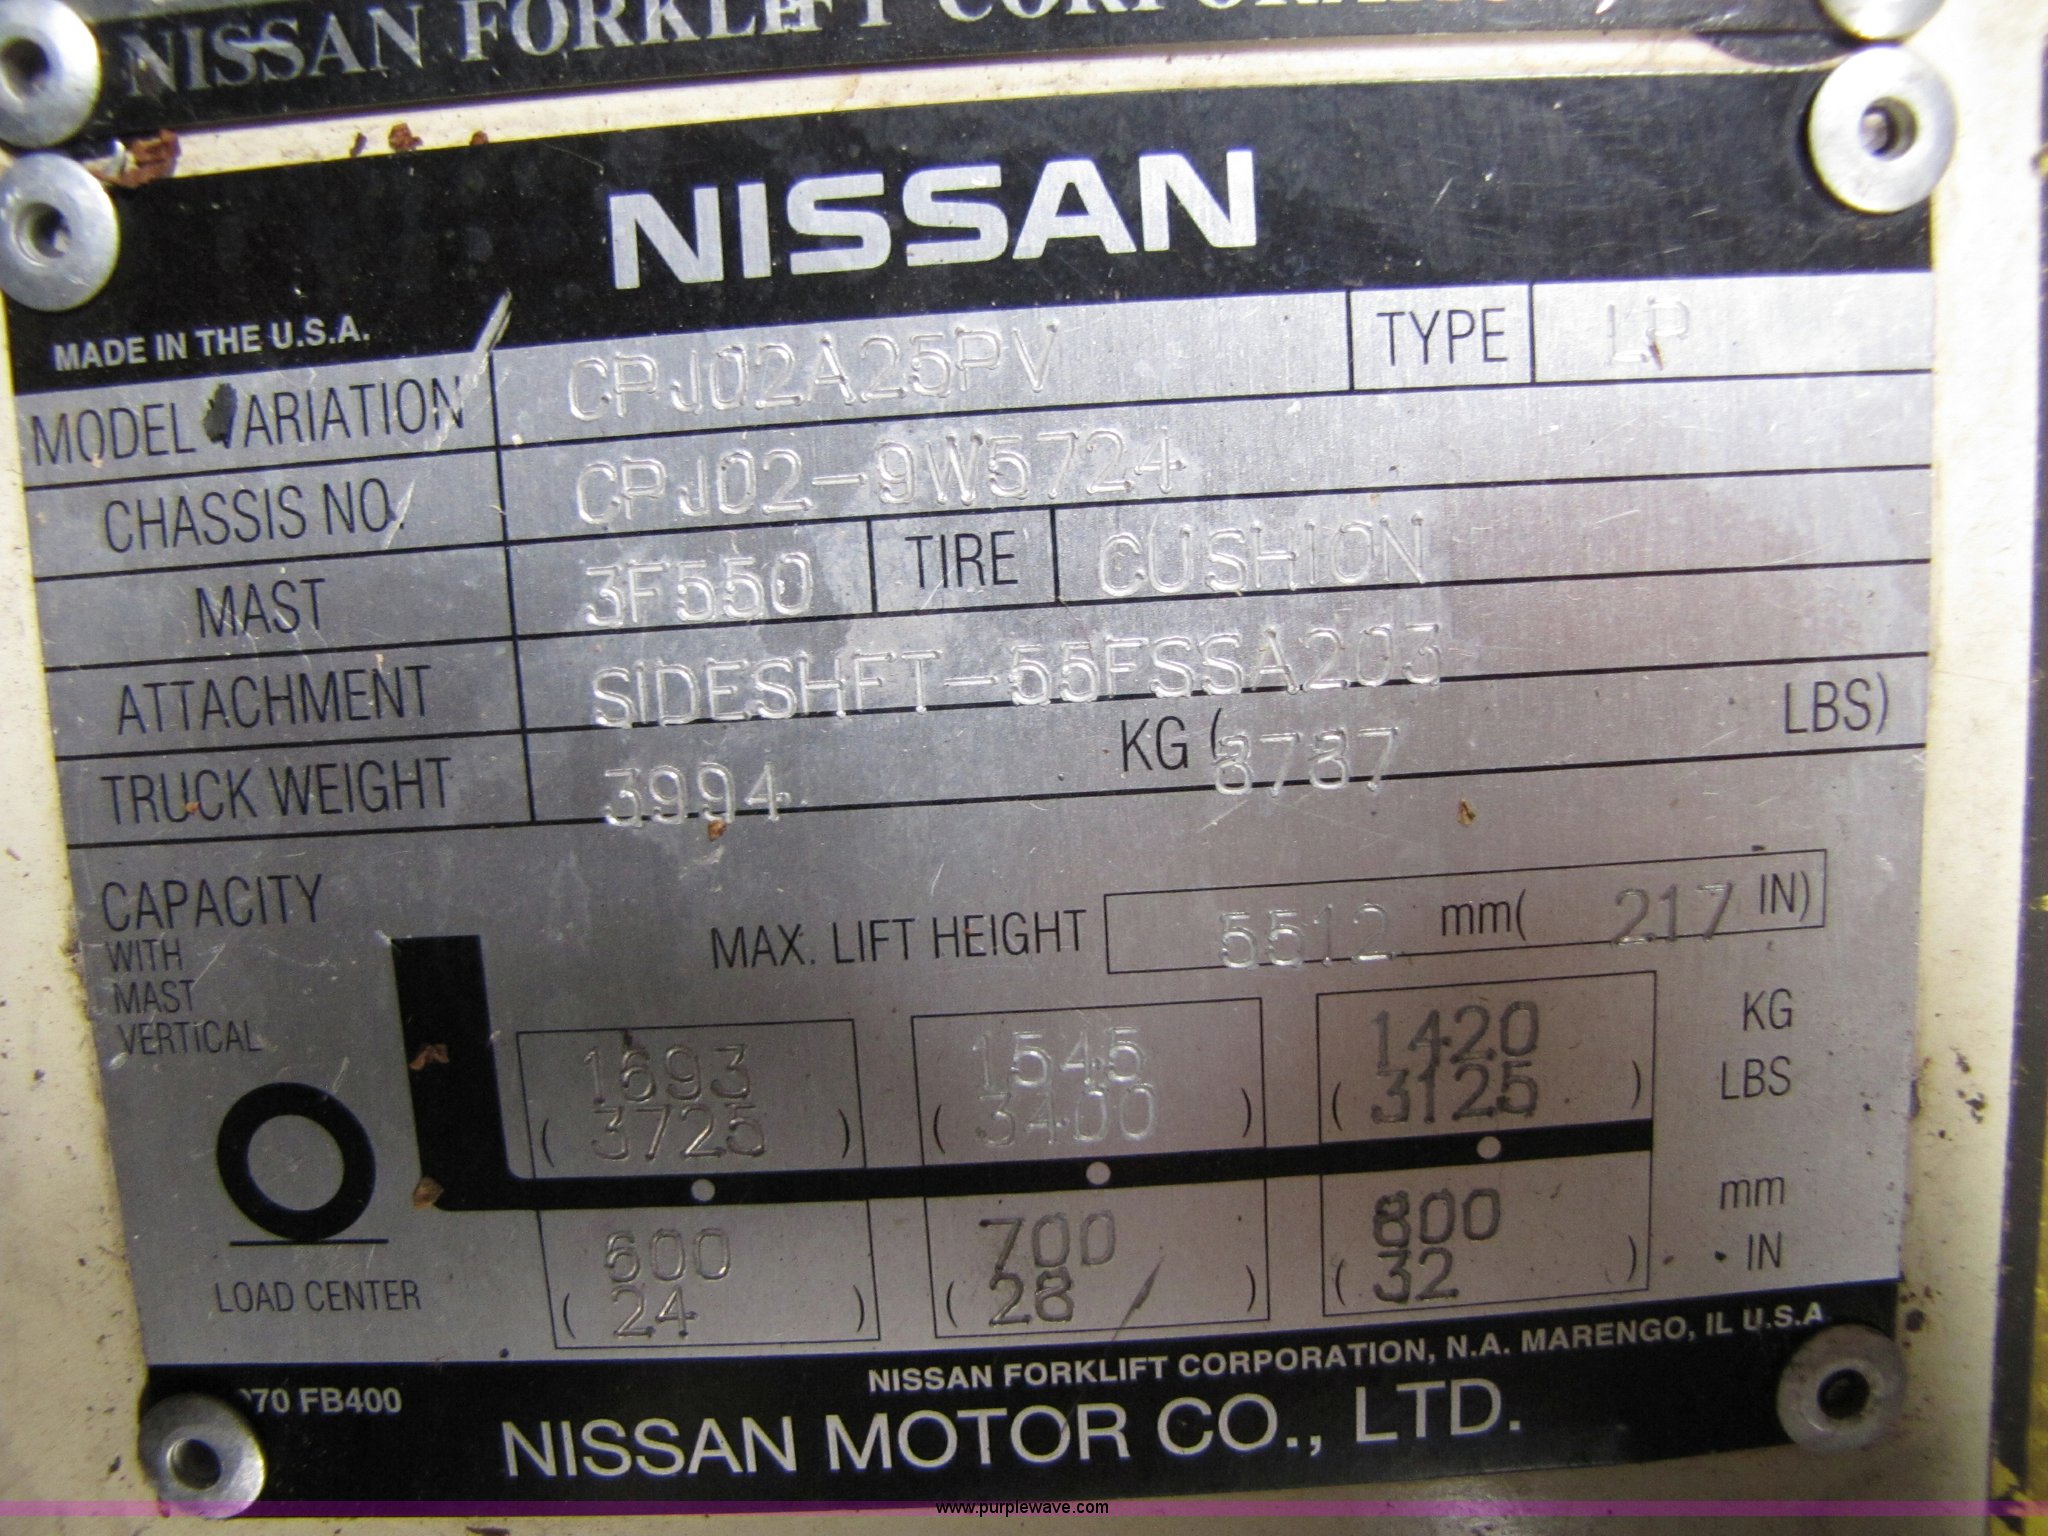 NISSAN FORKLIFT CORPORATION
NISSAN
MADE IN THE U.S.A.
MODEL VARIATION CPJ02A25PV TYPE LP
CHASSIS NO. CPJ02-9W5724
MAST 3F550 TIRE CUSHION
ATTACHMENT SIDESHFT-55FSSA203
TRUCK WEIGHT 3994 KG (8787 LBS)
CAPACITY
WITH
MAST
VERTICAL
MAX. LIFT HEIGHT 5512 mm( 217 IN)
1693 1545 1420 KG
( 3725 ) ( 3400 ) ( 3125 ) LBS
600 700 800 mm
( 24 ) ( 28 ) ( 32 ) IN
LOAD CENTER
NISSAN FORKLIFT CORPORATION, N.A. MARENGO, IL U.S.A
70 FB400
NISSAN MOTOR CO., LTD.
www.purplewave.com